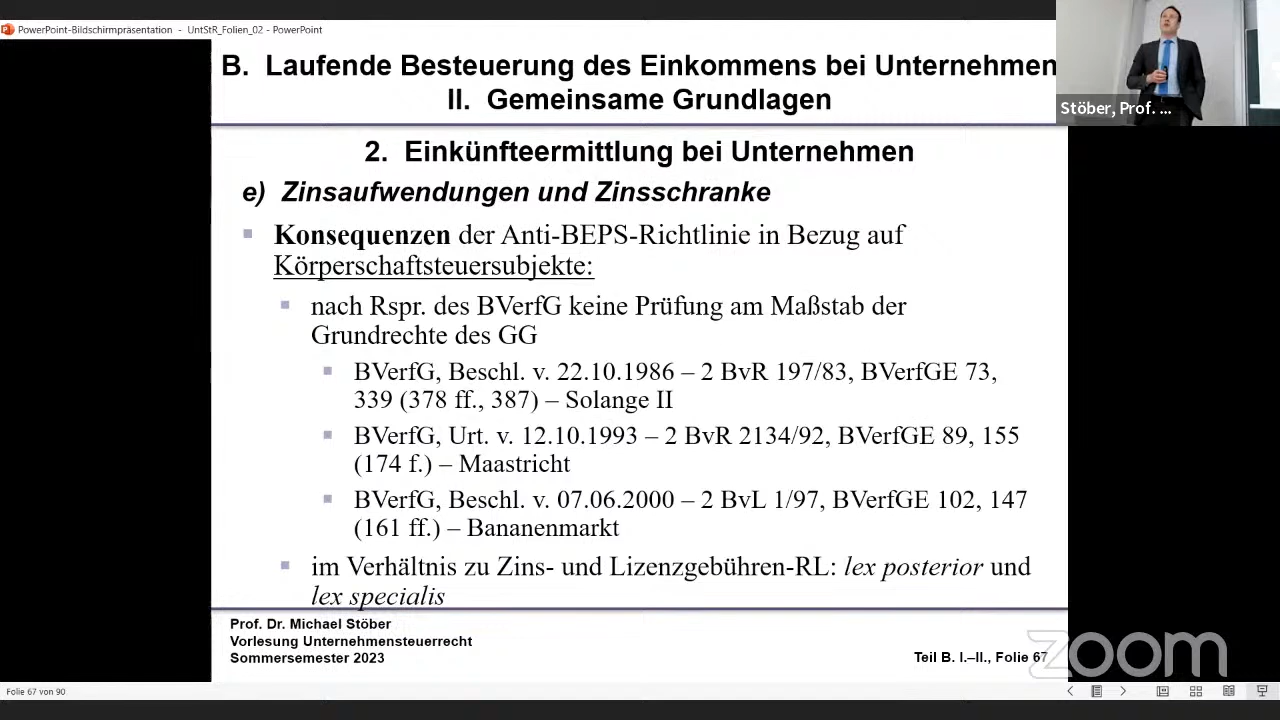 PowerPoint-Bildschirmpräsentation - UntStR_Folien_02 - PowerPoint
B. Laufende Besteuerung des Einkommens bei Unternehmen
II. Gemeinsame Grundlagen
Stöber, Prof. ...
2. Einkünfteermittlung bei Unternehmen
e) Zinsaufwendungen und Zinsschranke
Konsequenzen der Anti-BEPS-Richtlinie in Bezug auf
Körperschaftsteuersubjekte:
nach Rspr. des BVerfG keine Prüfung am Maßstab der
Grundrechte des GG
BVerfG, Beschl. v. 22.10.1986 – 2 BvR 197/83, BVerfGE 73,
339 (378 ff., 387) – Solange II
BVerfG, Urt. v. 12.10.1993 – 2 BvR 2134/92, BVerfGE 89, 155
(174 f.) – Maastricht
BVerfG, Beschl. v. 07.06.2000 – 2 BvL 1/97, BVerfGE 102, 147
(161 ff.) – Bananenmarkt
im Verhältnis zu Zins- und Lizenzgebühren-RL: lex posterior und
lex specialis
Prof. Dr. Michael Stöber
Vorlesung Unternehmensteuerrecht
Sommersemester 2023
Teil B. I.–II., Folie 67
zoom
Folie 67 von 90